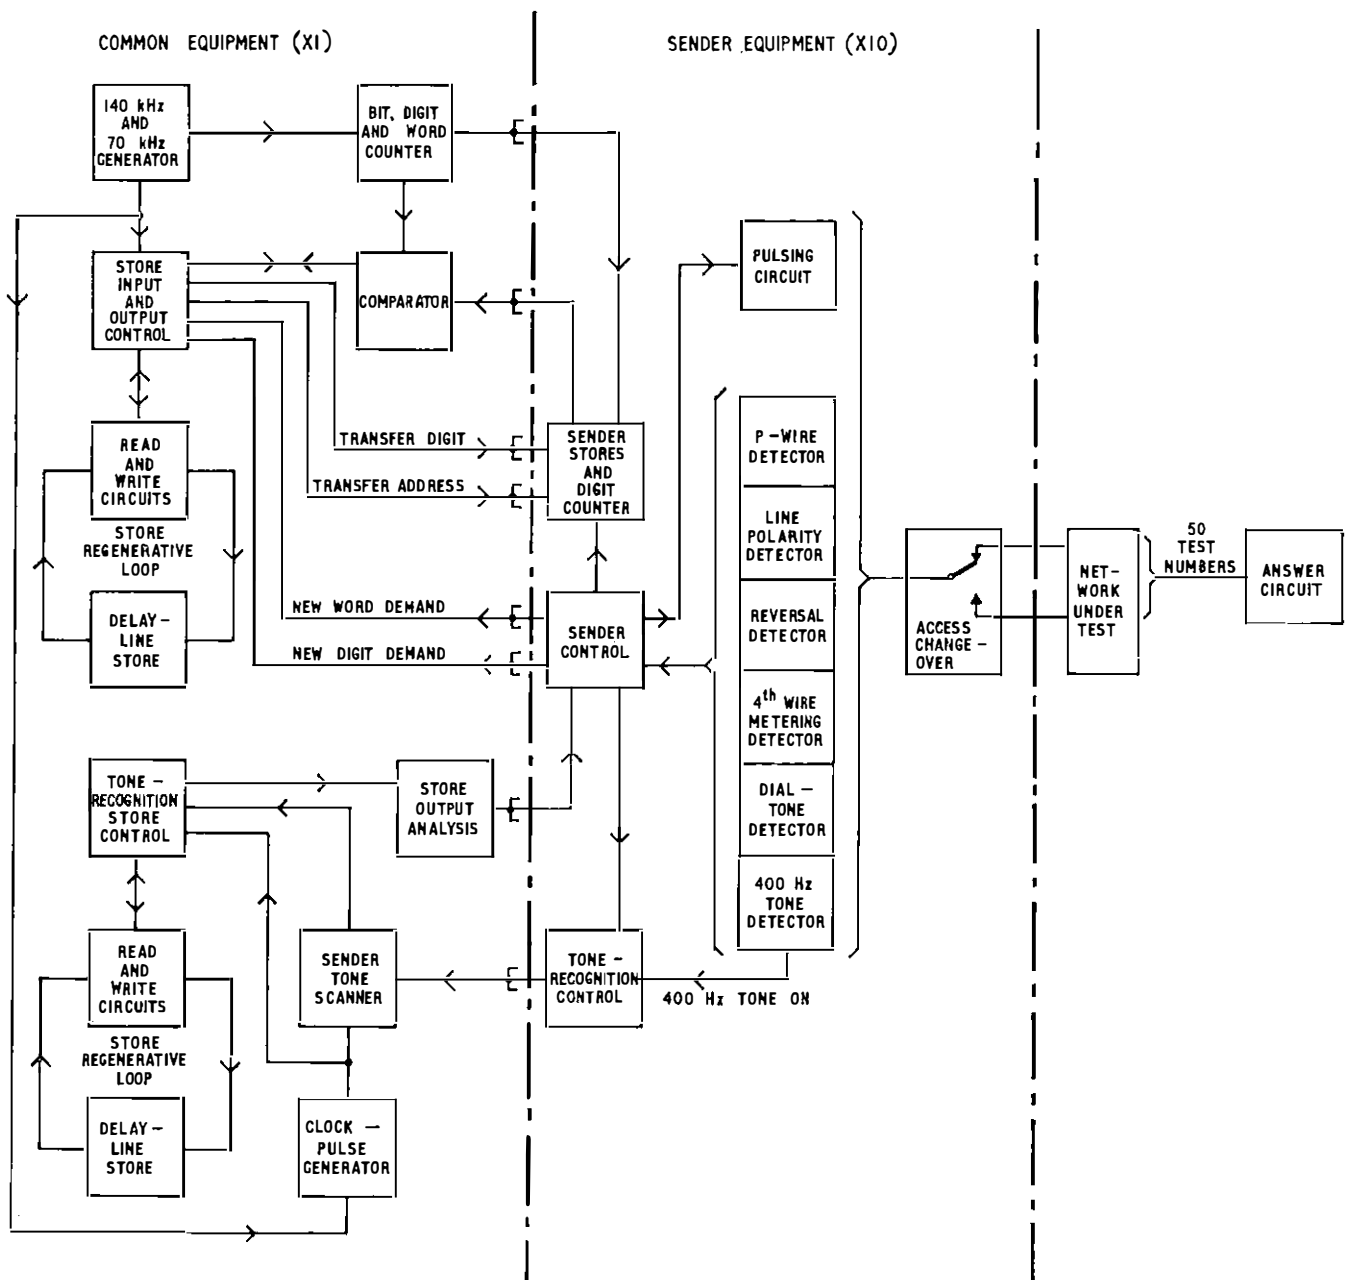 COMMON EQUIPMENT (X1)
SENDER EQUIPMENT (X10)
140 kHz
AND
70 kHz
GENERATOR
BIT, DIGIT
AND WORD
COUNTER
STORE
INPUT
AND
OUTPUT
CONTROL
COMPARATOR
PULSING
CIRCUIT
READ
AND
WRITE
CIRCUITS
STORE
REGENERATIVE
LOOP
DELAY-
LINE
STORE
TRANSFER DIGIT
TRANSFER ADDRESS
SENDER
STORES
AND
DIGIT
COUNTER
NEW WORD DEMAND
NEW DIGIT DEMAND
SENDER
CONTROL
P-WIRE
DETECTOR
LINE
POLARITY
DETECTOR
REVERSAL
DETECTOR
4th WIRE
METERING
DETECTOR
DIAL-
TONE
DETECTOR
400 Hz
TONE
DETECTOR
ACCESS
CHANGE-
OVER
NET-
WORK
UNDER
TEST
50
TEST
NUMBERS
ANSWER
CIRCUIT
TONE-
RECOGNITION
STORE
CONTROL
STORE
OUTPUT
ANALYSIS
READ
AND
WRITE
CIRCUITS
STORE
REGENERATIVE
LOOP
DELAY-
LINE
STORE
SENDER
TONE
SCANNER
TONE-
RECOGNITION
CONTROL
400 Hz TONE ON
CLOCK-
PULSE
GENERATOR